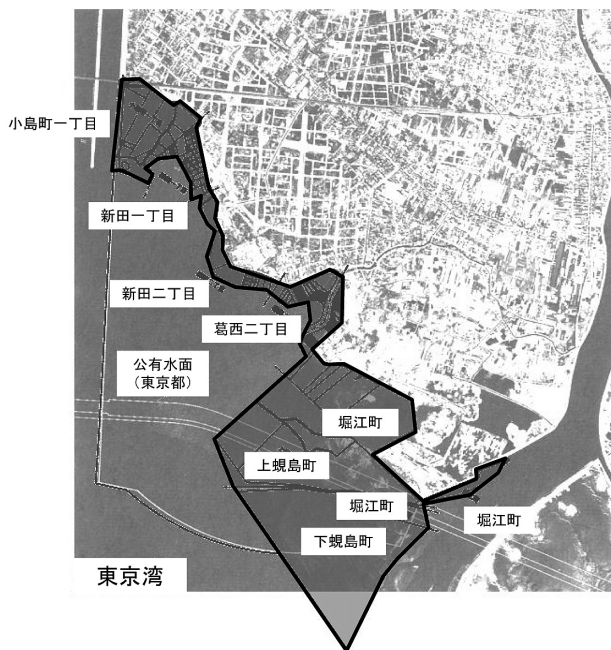 小島町一丁目
新田一丁目
新田二丁目
葛西二丁目
公有水面
（東京都）
堀江町
上蜆島町
堀江町
堀江町
下蜆島町
東京湾